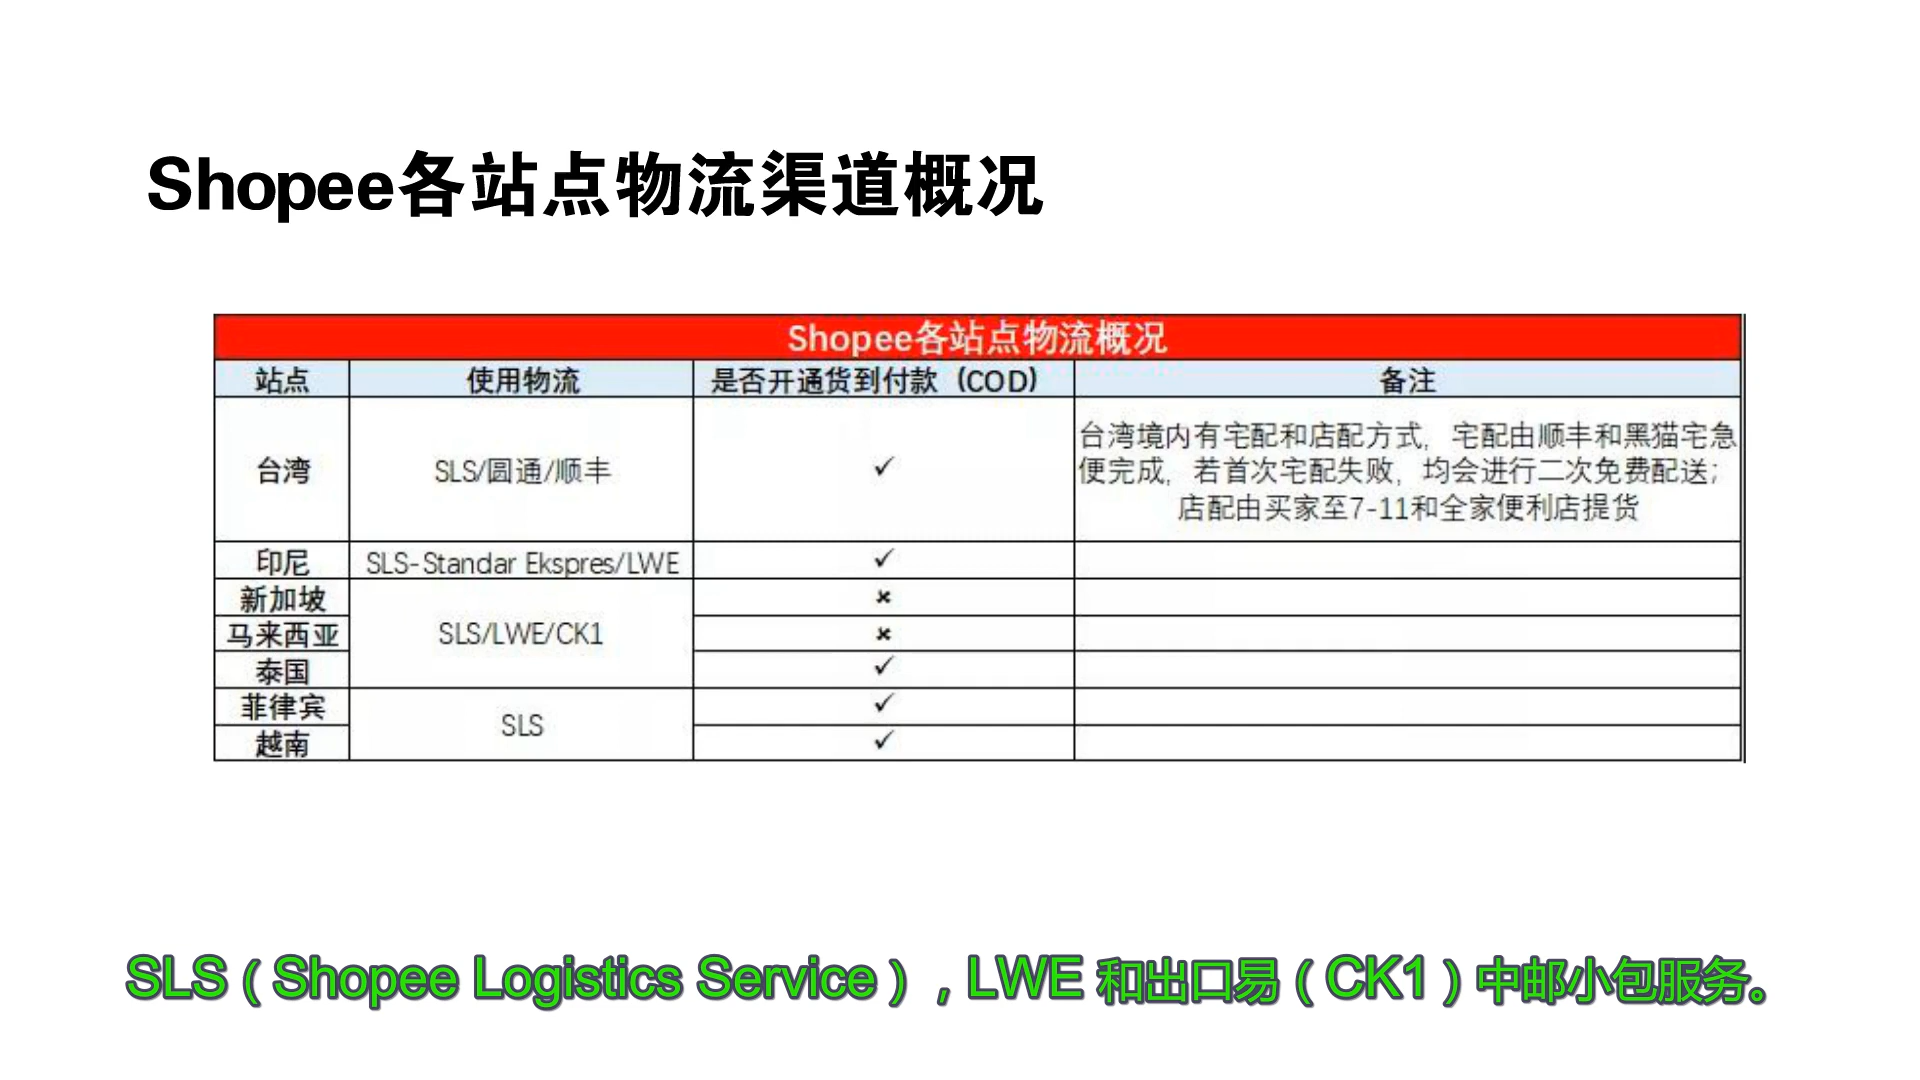 Shopee各站点物流渠道概况
Shopee各站点物流概况
站点 使用物流 是否开通货到付款（COD） 备注
台湾 SLS/圆通/顺丰 ✓ 台湾境内有宅配和店配方式，宅配由顺丰和黑猫宅急
便完成，若首次宅配失败，均会进行二次免费配送；
店配由买家至7-11和全家便利店提货
印尼 SLS-Standar Ekspres/LWE ✓
新加坡 ×
马来西亚 SLS/LWE/CK1 ×
泰国 ✓
菲律宾 SLS ✓
越南 ✓
SLS（Shopee Logistics Service），LWE 和出口易（CK1）中邮小包服务。